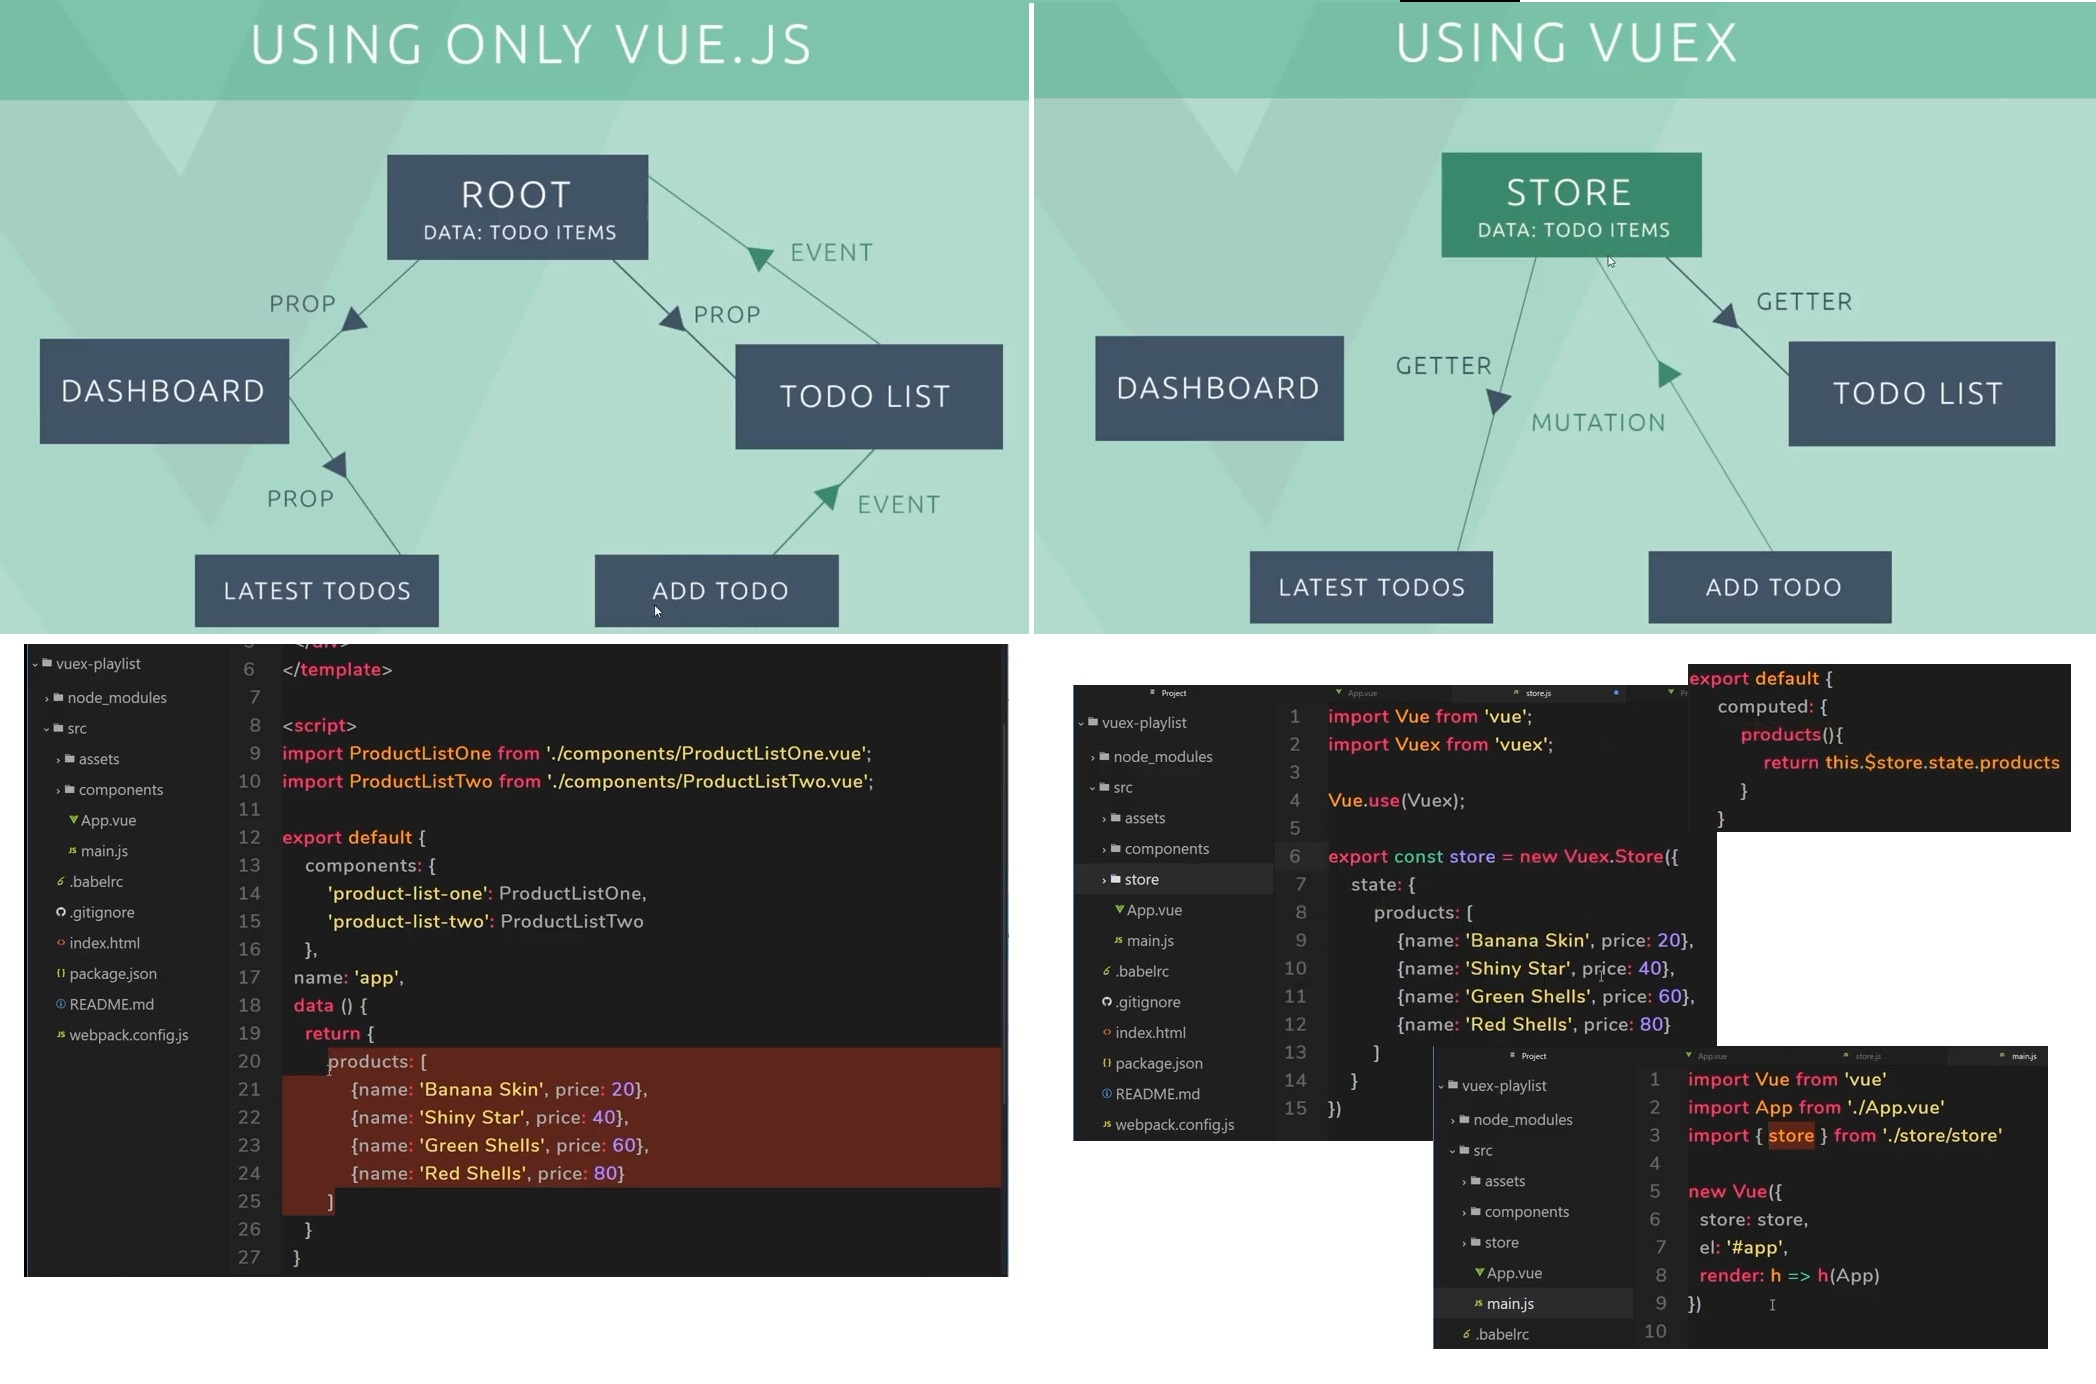 USING ONLY VUE.JS
ROOT
DATA: TODO ITEMS
EVENT
PROP
PROP
DASHBOARD
TODO LIST
PROP
EVENT
LATEST TODOS
ADD TODO
USING VUEX
STORE
DATA: TODO ITEMS
GETTER
GETTER
DASHBOARD
TODO LIST
MUTATION
LATEST TODOS
ADD TODO
vuex-playlist
node_modules
src
assets
components
App.vue
main.js
.babelrc
.gitignore
index.html
package.json
README.md
webpack.config.js
6 </template>
7
8 <script>
9 import ProductListOne from './components/ProductListOne.vue';
10 import ProductListTwo from './components/ProductListTwo.vue';
11
12 export default {
13 components: {
14 'product-list-one': ProductListOne,
15 'product-list-two': ProductListTwo
16 },
17 name: 'app',
18 data () {
19 return {
20 products: [
21 {name: 'Banana Skin', price: 20},
22 {name: 'Shiny Star', price: 40},
23 {name: 'Green Shells', price: 60},
24 {name: 'Red Shells', price: 80}
25 ]
26 }
27 }
Project
App.vue
store.js
vuex-playlist
node_modules
src
assets
components
store
App.vue
main.js
.babelrc
.gitignore
index.html
package.json
README.md
webpack.config.js
1 import Vue from 'vue';
2 import Vuex from 'vuex';
3
4 Vue.use(Vuex);
5
6 export const store = new Vuex.Store({
7 state: {
8 products: [
9 {name: 'Banana Skin', price: 20},
10 {name: 'Shiny Star', price: 40},
11 {name: 'Green Shells', price: 60},
12 {name: 'Red Shells', price: 80}
13 ]
14 }
15 })
export default {
computed: {
products(){
return this.$store.state.products
}
}
Project
App.vue
store.js
main.js
vuex-playlist
node_modules
src
assets
components
store
App.vue
main.js
.babelrc
1 import Vue from 'vue'
2 import App from './App.vue'
3 import { store } from './store/store'
4
5 new Vue({
6 store: store,
7 el: '#app',
8 render: h => h(App)
9 })
10